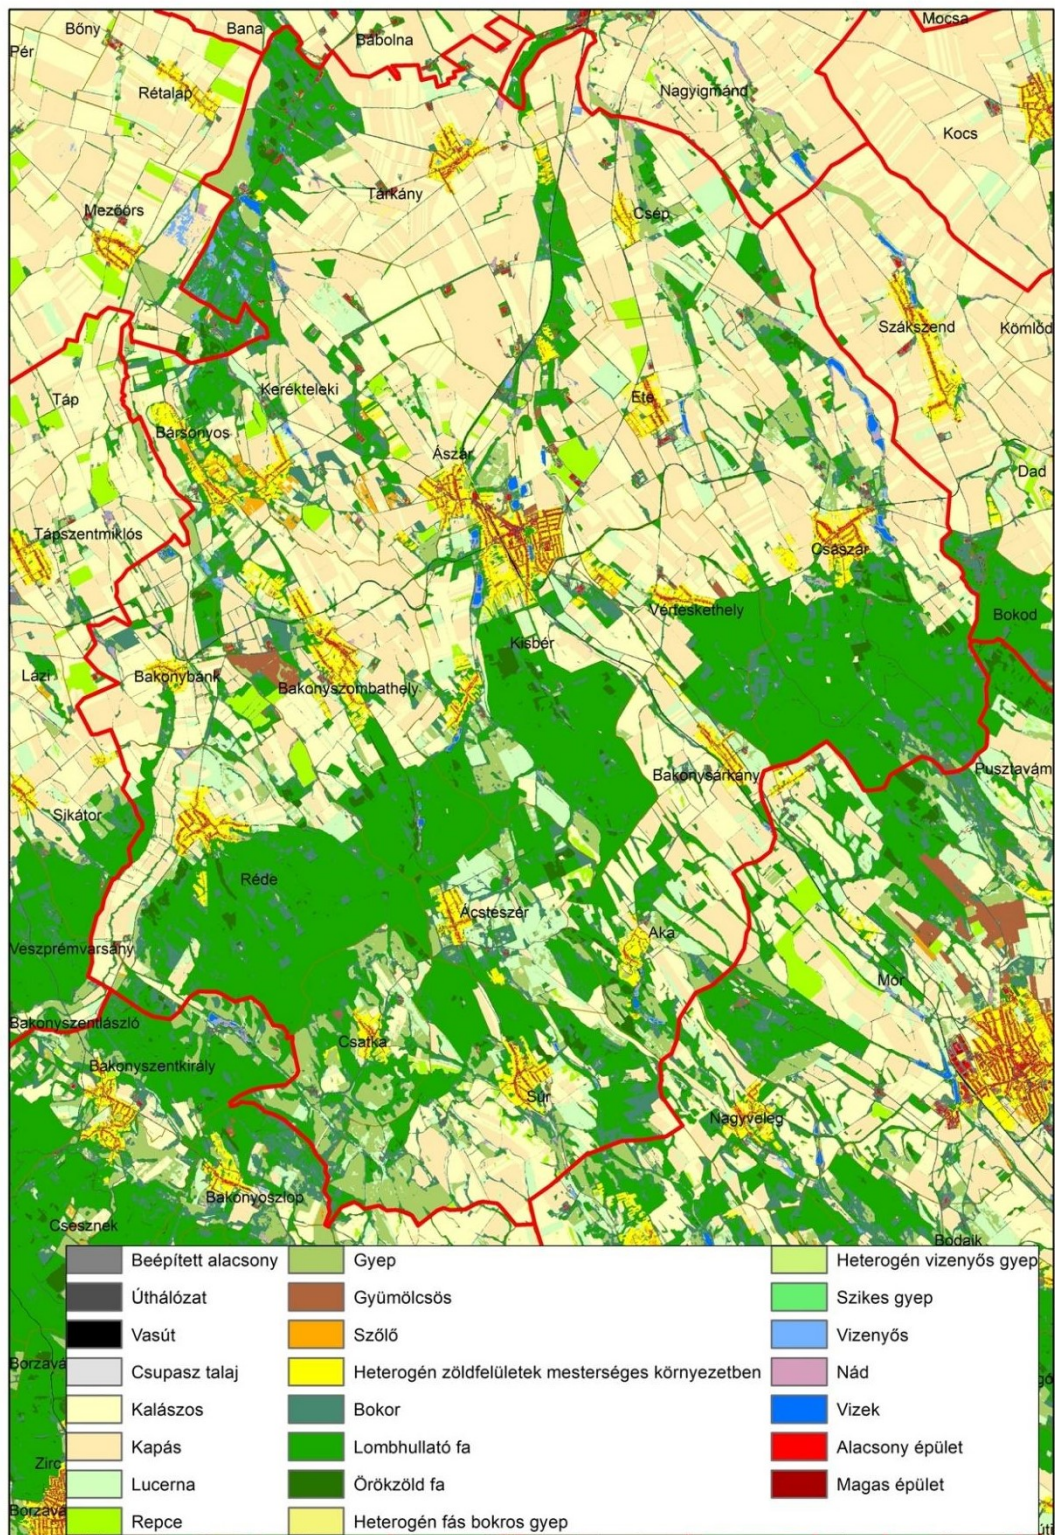 Bőny
Bana
Bábolna
Mocsa
Pér
Rétalap
Nagyigmánd
Kocs
Tárkány
Mezőörs
Csép
Szákszend
Kömlőd
Táp
Kerékteleki
Ete
Bársonyos
Ászár
Dad
Tápszentmiklós
Császár
Vérteskethely
Bokod
Kisbér
Lázi
Bakonybánk
Bakonyszombathely
Bakonysárkány
Pusztavám
Sikátor
Réde
Ácsteszér
Aka
Veszprémvarsány
Mór
Bakonyszentlászló
Csatka
Bakonyszentkirály
Súr
Nagyveleg
Bakonyoszlop
Csesznek
Bodajk
Borzavá
Zirc
Borzavá
Beépített alacsony
Úthálózat
Vasút
Csupasz talaj
Kalászos
Kapás
Lucerna
Repce
Gyep
Gyümölcsös
Szőlő
Heterogén zöldfelületek mesterséges környezetben
Bokor
Lombhullató fa
Örökzöld fa
Heterogén fás bokros gyep
Heterogén vizenyős gyep
Szikes gyep
Vizenyős
Nád
Vizek
Alacsony épület
Magas épület